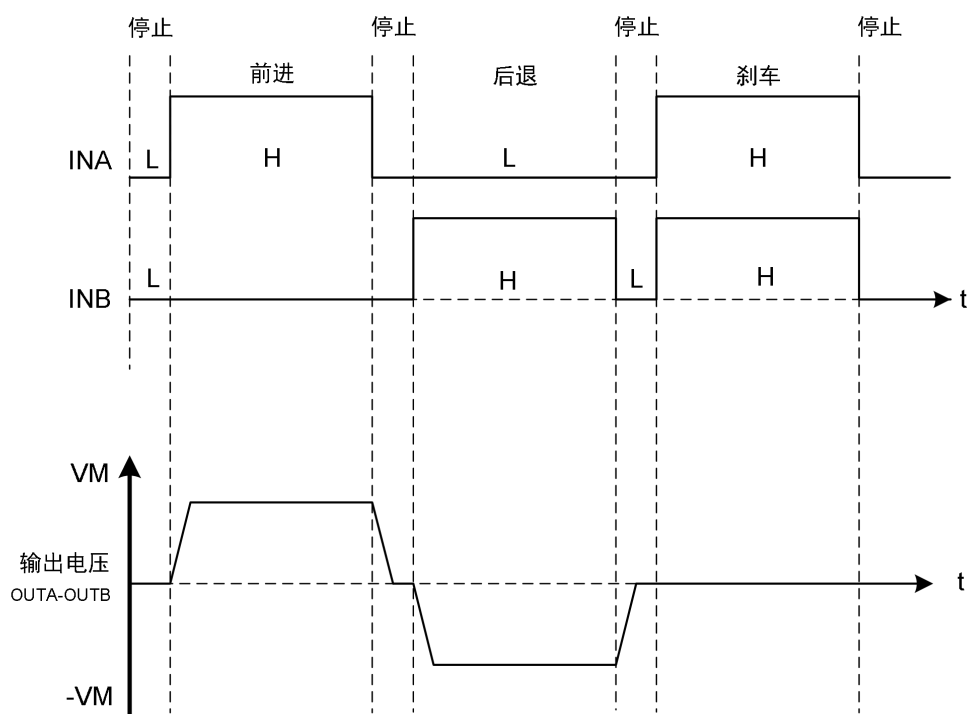 停止 停止 停止 停止
前进 后退 刹车
INA L H L H
L H L H
INB t
VM
输出电压
OUTA-OUTB t
-VM